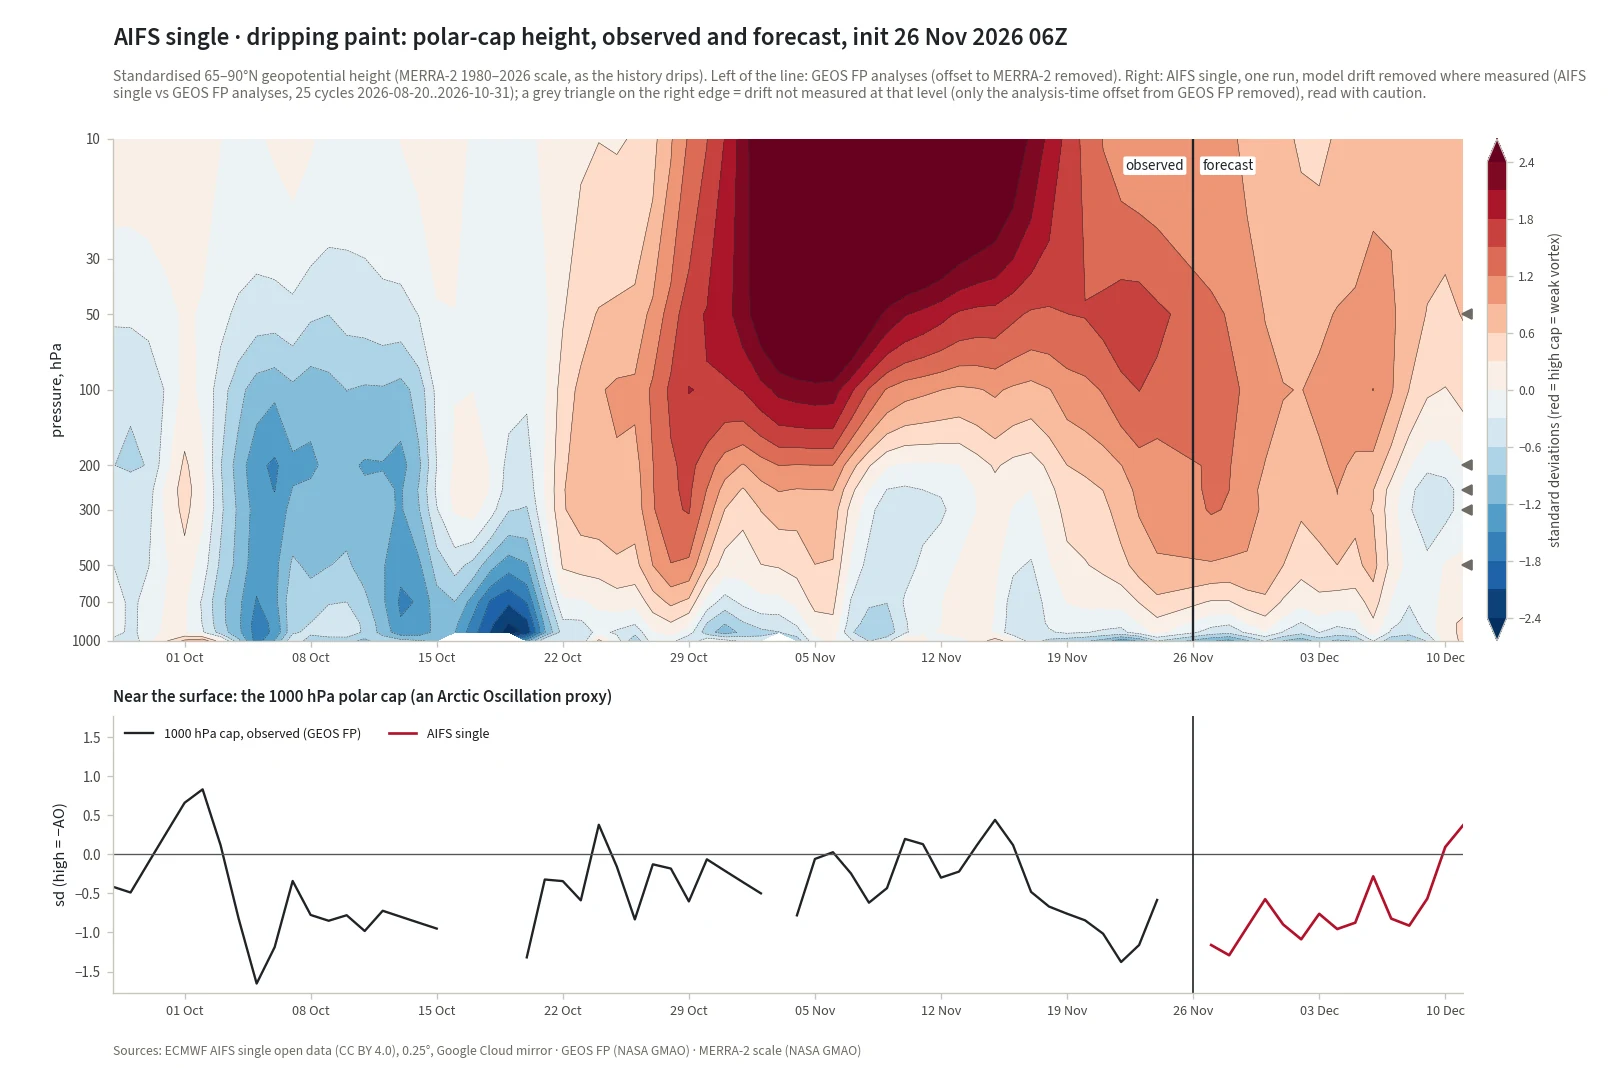 AIFS single · dripping paint: polar-cap height, observed and forecast, init 26 Nov 2026 06Z
Standardised 65–90°N geopotential height (MERRA-2 1980–2026 scale, as the history drips). Left of the line: GEOS FP analyses (offset to MERRA-2 removed). Right: AIFS single, one run, model drift removed where measured (AIFS
single vs GEOS FP analyses, 25 cycles 2026-08-20..2026-10-31); a grey triangle on the right edge = drift not measured at that level (only the analysis-time offset from GEOS FP removed), read with caution.
pressure, hPa
10
30
50
100
200
300
500
700
1000
observed
forecast
01 Oct
08 Oct
15 Oct
22 Oct
29 Oct
05 Nov
12 Nov
19 Nov
26 Nov
03 Dec
10 Dec
2.4
1.8
1.2
0.6
0.0
−0.6
−1.2
−1.8
−2.4
standard deviations (red = high cap = weak vortex)
Near the surface: the 1000 hPa polar cap (an Arctic Oscillation proxy)
1000 hPa cap, observed (GEOS FP)
AIFS single
sd (high = −AO)
1.5
1.0
0.5
0.0
−0.5
−1.0
−1.5
01 Oct
08 Oct
15 Oct
22 Oct
29 Oct
05 Nov
12 Nov
19 Nov
26 Nov
03 Dec
10 Dec
Sources: ECMWF AIFS single open data (CC BY 4.0), 0.25°, Google Cloud mirror · GEOS FP (NASA GMAO) · MERRA-2 scale (NASA GMAO)